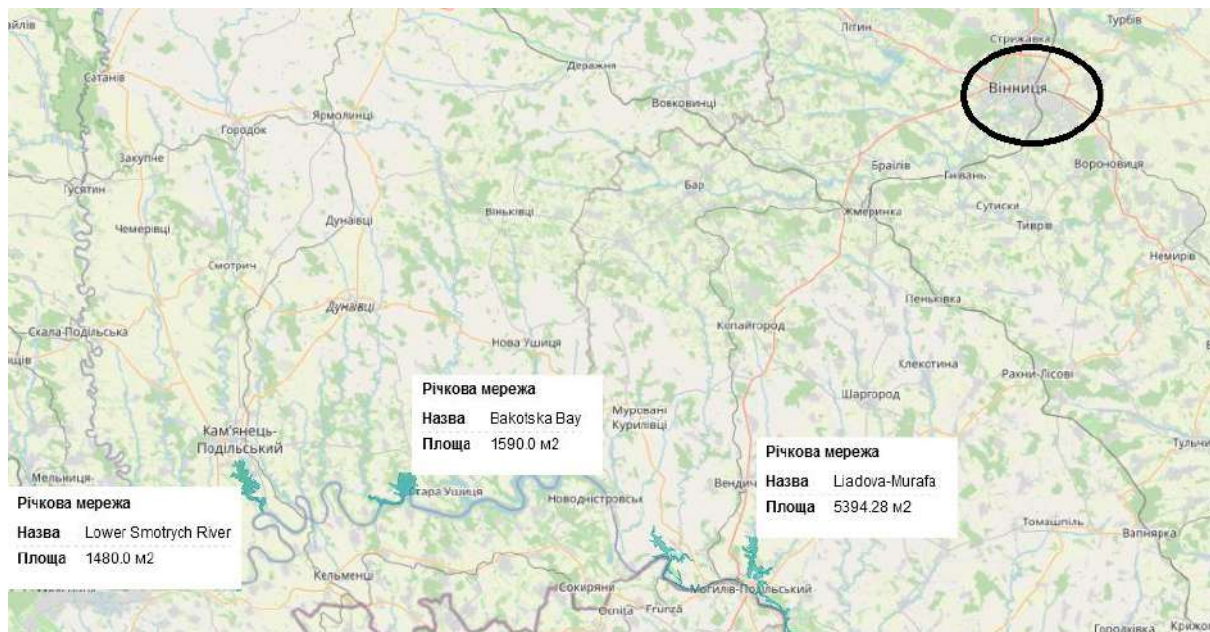 Турбів
Літин
Стрижавка
Сатанів
Деражня
Вінниця
Вовковинці
Ярмолинці
Городок
Закупне
Браїлів
Вороновиця
Гнівань
Гусятин
Бар
Сутиски
Віньківці
Жмеринка
Тиврів
Чемерівці
Дунаївці
Немирів
Смотрич
Пеньківка
Дунаївці
Копайгород
Скала-Подільська
Нова Ушиця
Клекстина
Рахни-Лісові
Річкова мережа
Назва Bakotska Bay
Площа 1590.0 м2
Шаргород
Муровані
Курилівці
Кам'янець-
Подільський
Річкова мережа
Назва Liadova-Murafa
Площа 5394.28 м2
Мельниця-
Стара Ушиця
Новодністровськ
Річкова мережа
Назва Lower Smotrych River
Площа 1480.0 м2
Томашпіль
Вапнярка
Кельменці
Сокиряни
Могилів-Подільський
Frunză
Городківка